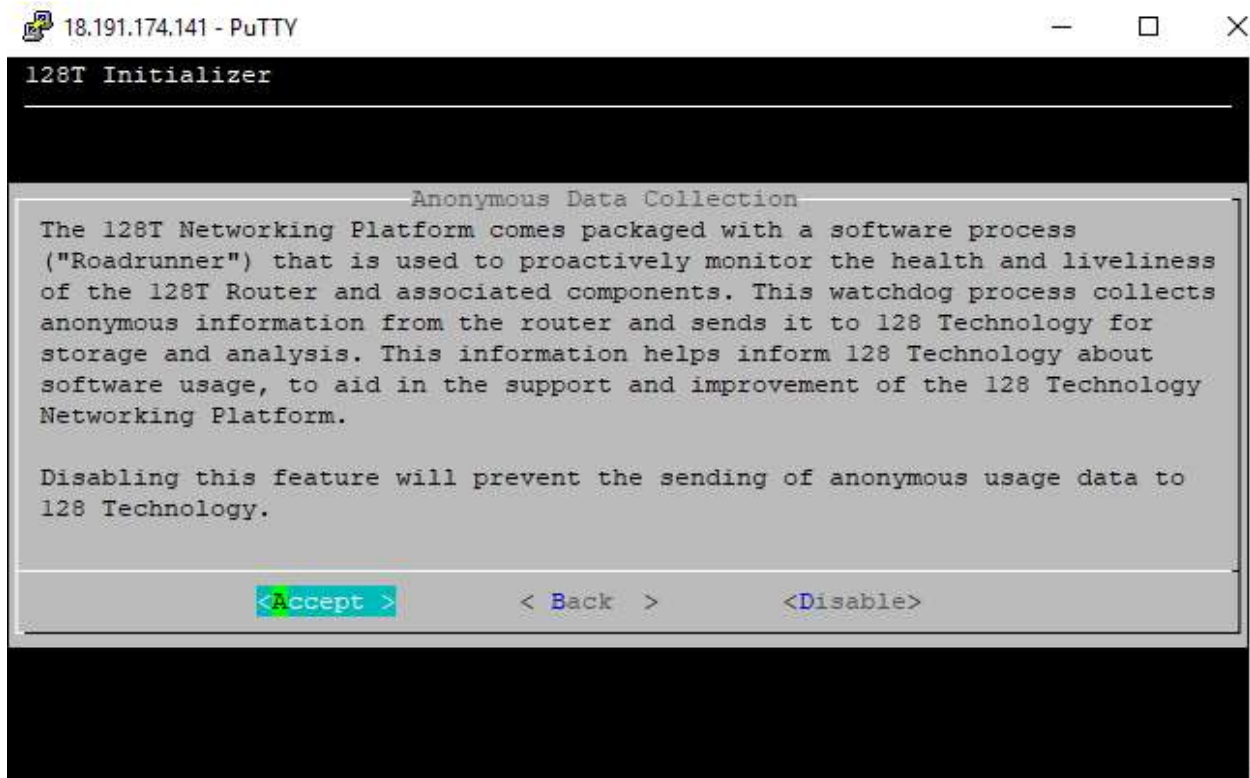 18.191.174.141 - PuTTY
128T Initializer
Anonymous Data Collection
The 128T Networking Platform comes packaged with a software process
("Roadrunner") that is used to proactively monitor the health and liveliness
of the 128T Router and associated components. This watchdog process collects
anonymous information from the router and sends it to 128 Technology for
storage and analysis. This information helps inform 128 Technology about
software usage, to aid in the support and improvement of the 128 Technology
Networking Platform.
Disabling this feature will prevent the sending of anonymous usage data to
128 Technology.
<Accept > < Back > <Disable>